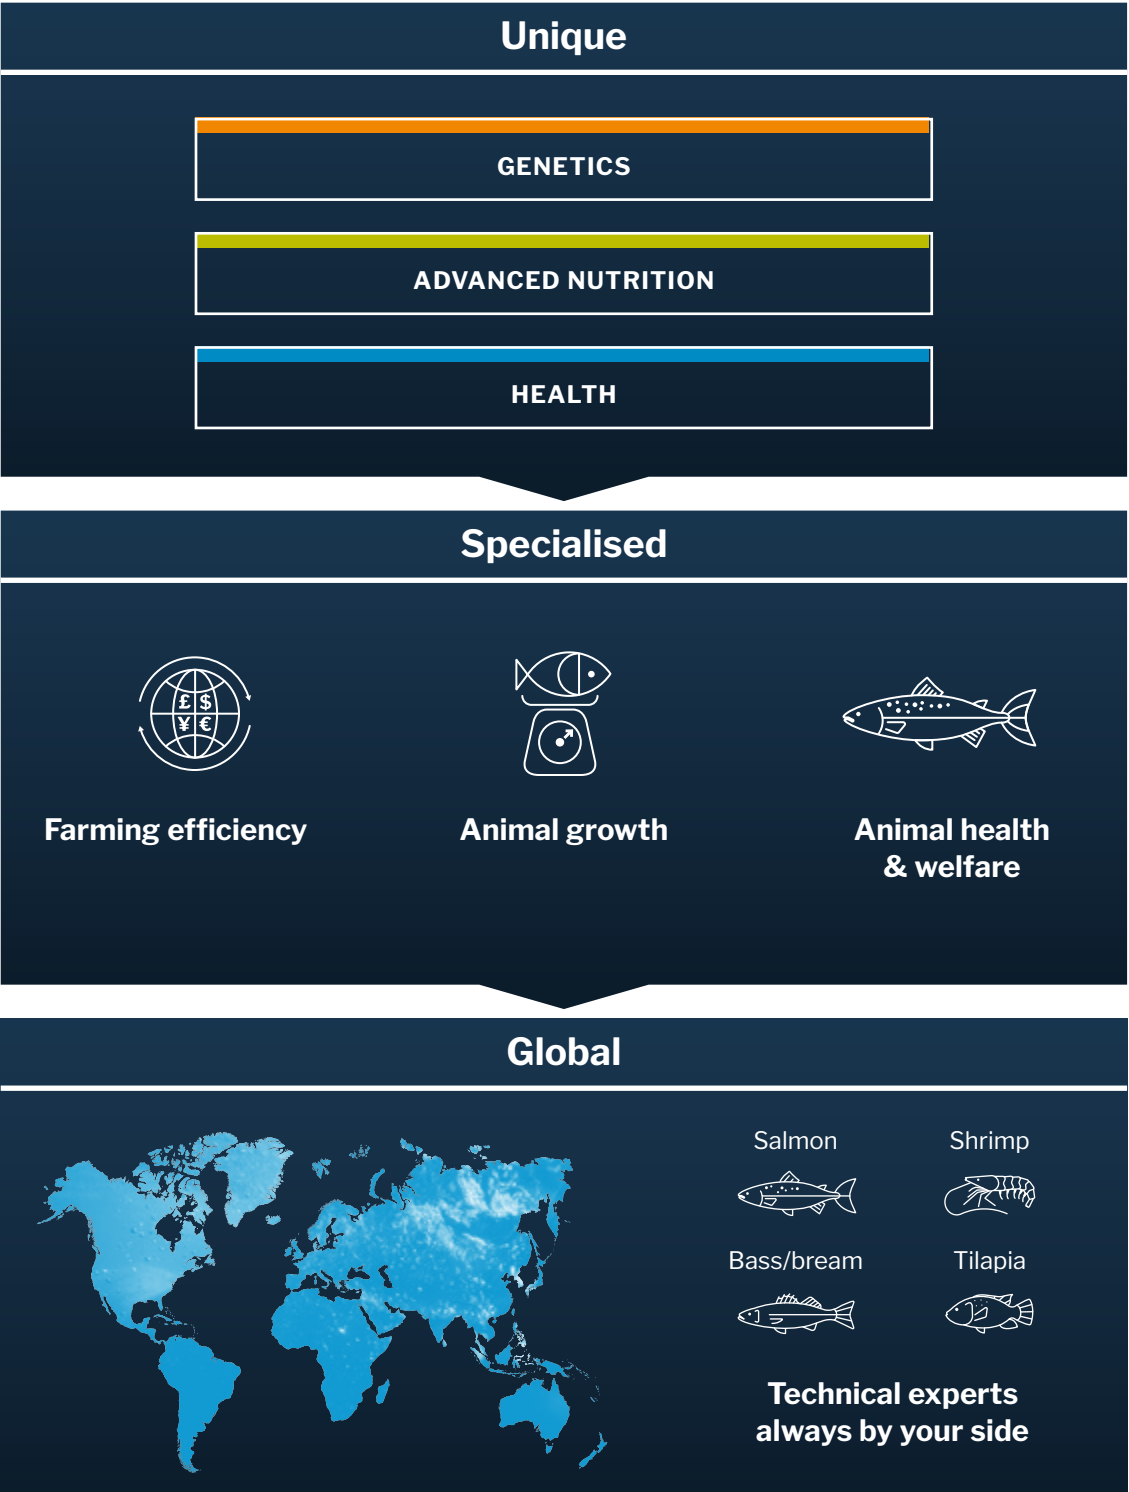 Unique
GENETICS
ADVANCED NUTRITION
HEALTH
Specialised
£ $
¥ €
Farming efficiency
Animal growth
Animal health
& welfare
Global
Salmon
Shrimp
Bass/bream
Tilapia
Technical experts
always by your side